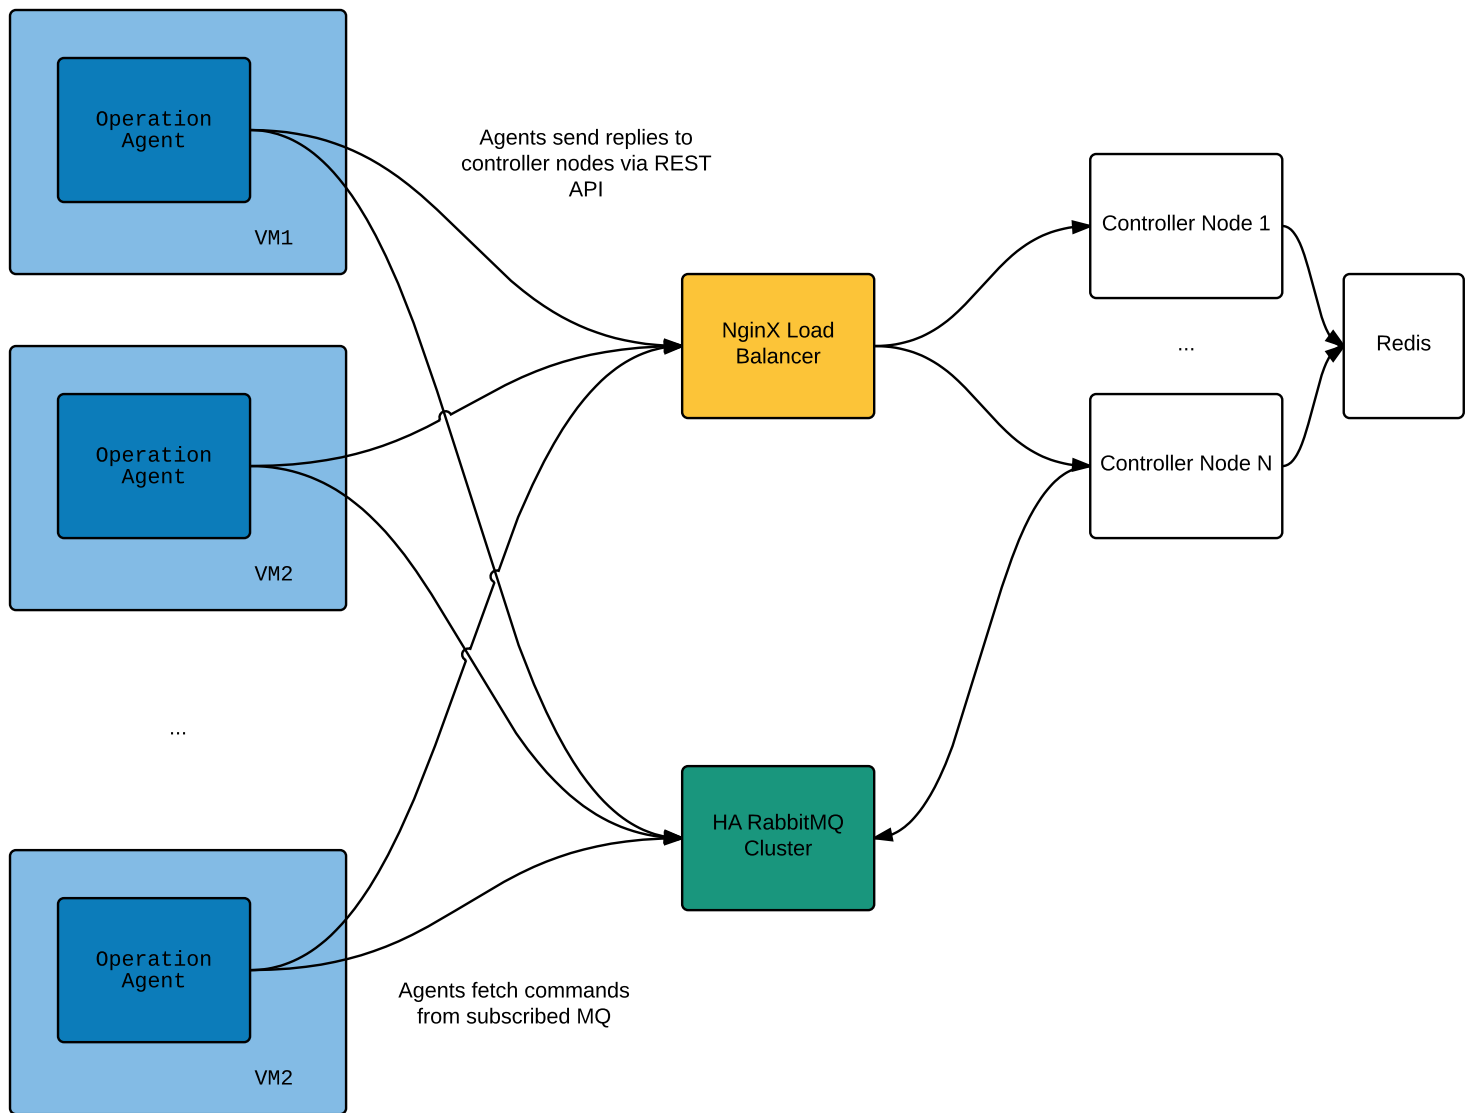 Operation
Agent
VM1
Agents send replies to
controller nodes via REST
API
Controller Node 1
NginX Load
Balancer
...
Redis
Operation
Agent
VM2
Controller Node N
...
HA RabbitMQ
Cluster
Operation
Agent
VM2
Agents fetch commands
from subscribed MQ